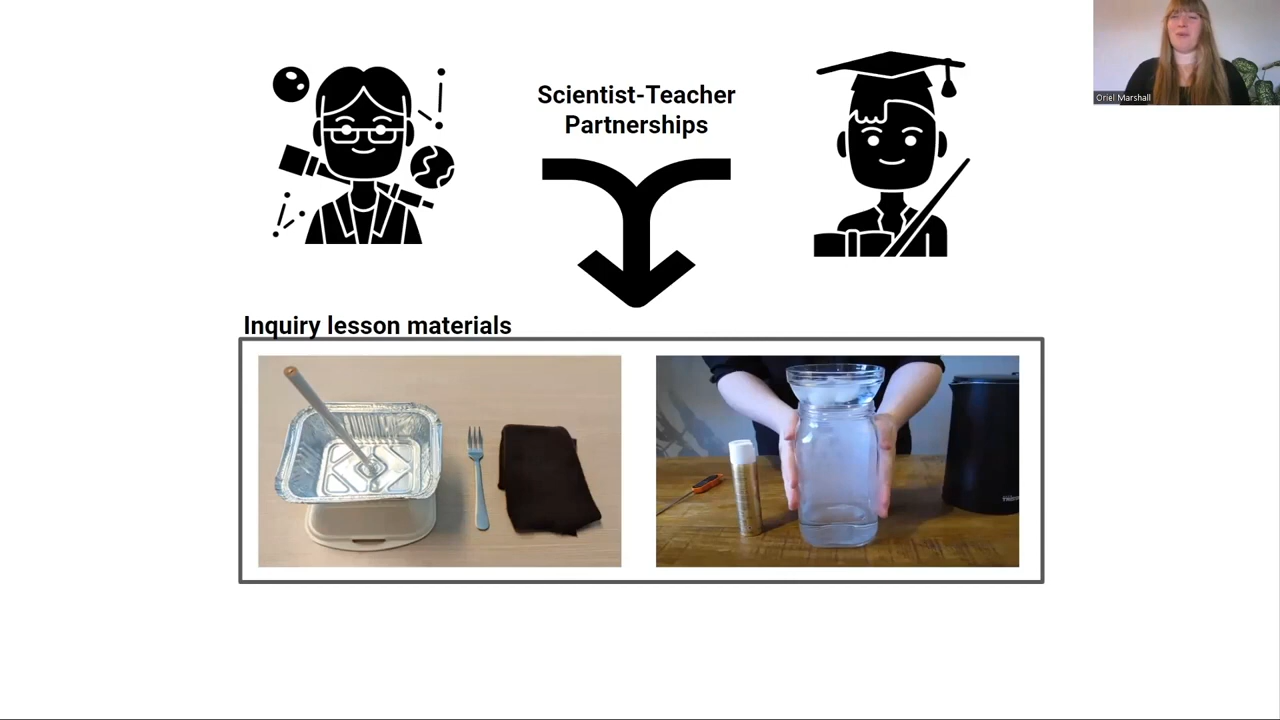 Scientist-Teacher
Partnerships
Oriel Marshall
Inquiry lesson materials